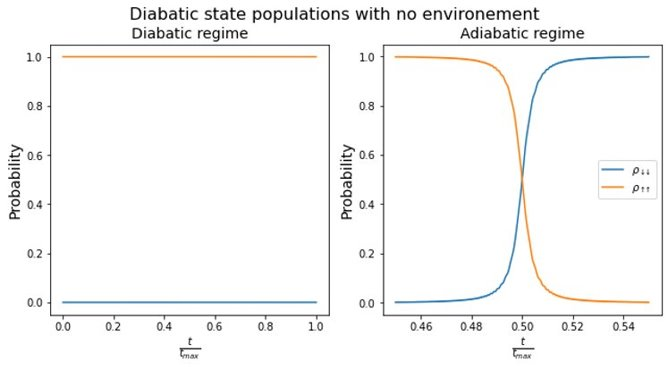 Diabatic state populations with no environement
Diabatic regime
Probability
1.0
0.8
0.6
0.4
0.2
0.0
0.0 0.2 0.4 0.6 0.8 1.0
t
t_max
Adiabatic regime
Probability
1.0
0.8
0.6
0.4
0.2
0.0
0.46 0.48 0.50 0.52 0.54
t
t_max
ρ↓↓
ρ↑↑